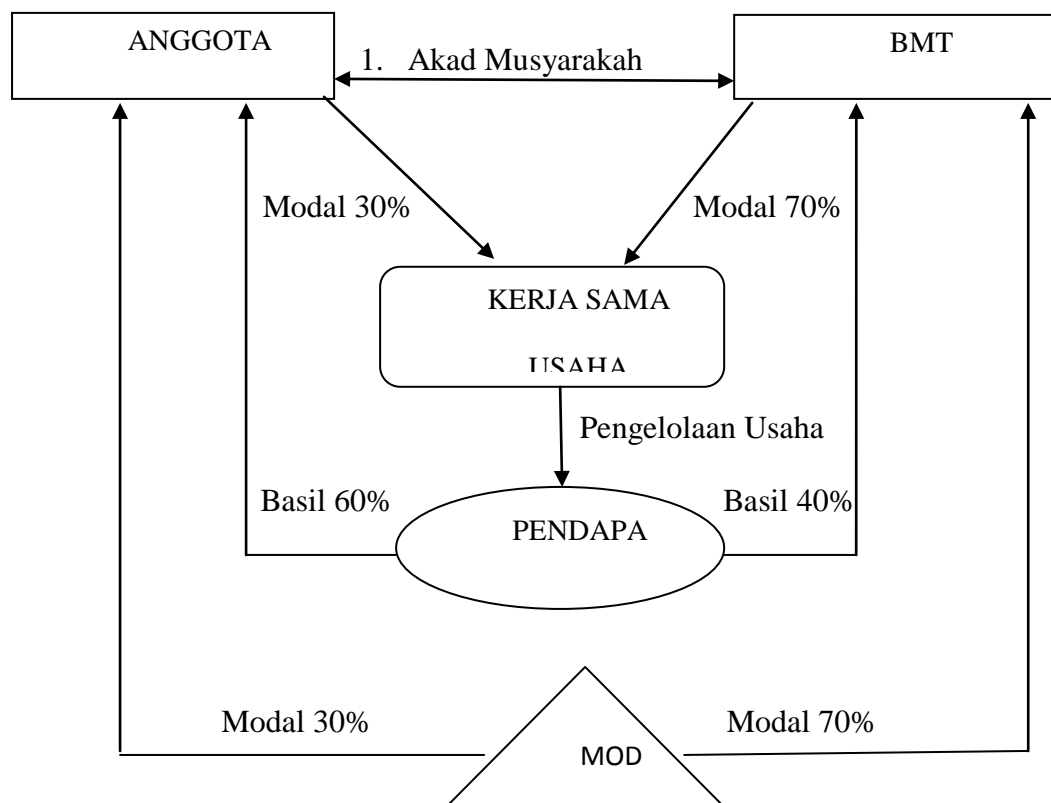 ANGGOTA
BMT
1. Akad Musyarakah
Modal 30%
Modal 70%
KERJA SAMA
USAHA
Pengelolaan Usaha
Basil 60%
Basil 40%
PENDAPA
Modal 30%
Modal 70%
MOD